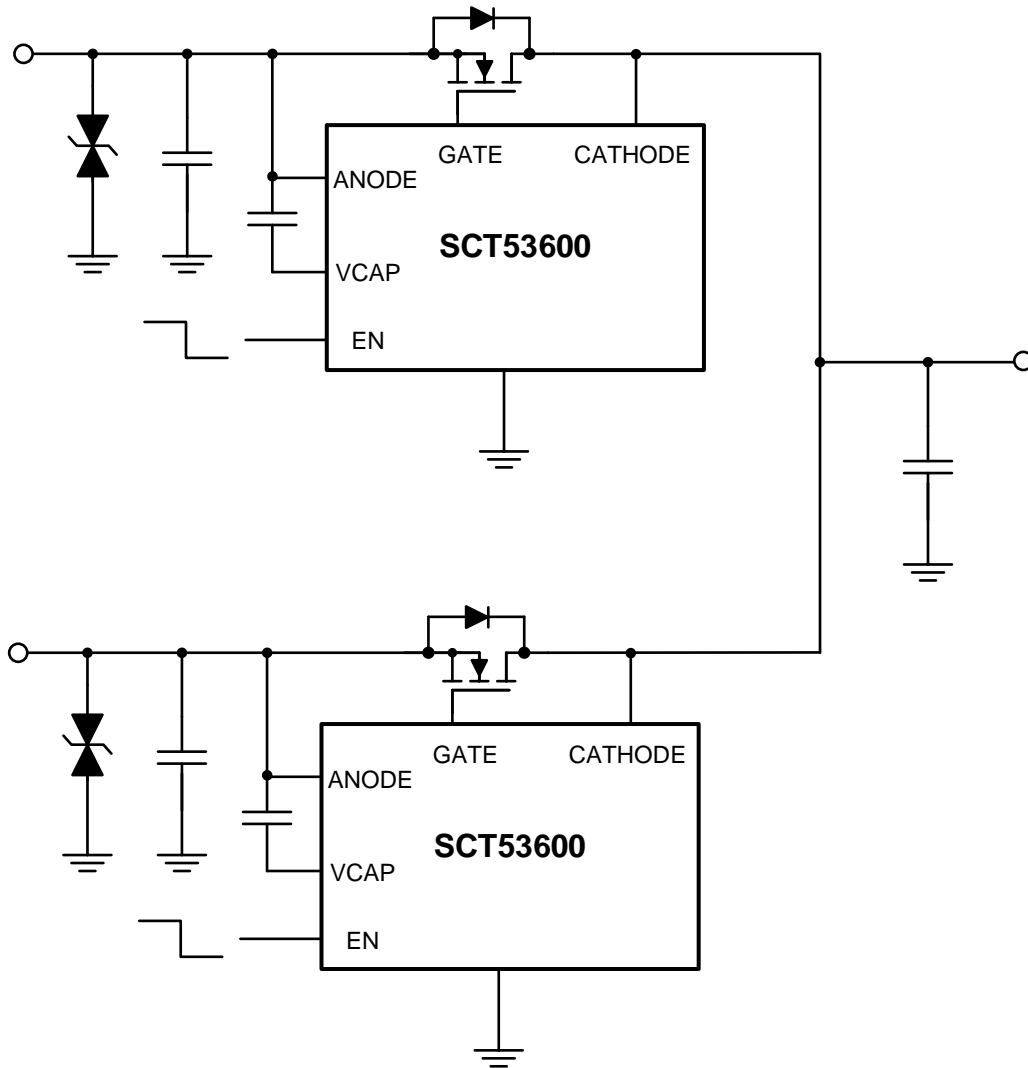 GATE CATHODE
ANODE
SCT53600
VCAP
EN
GATE CATHODE
ANODE
SCT53600
VCAP
EN